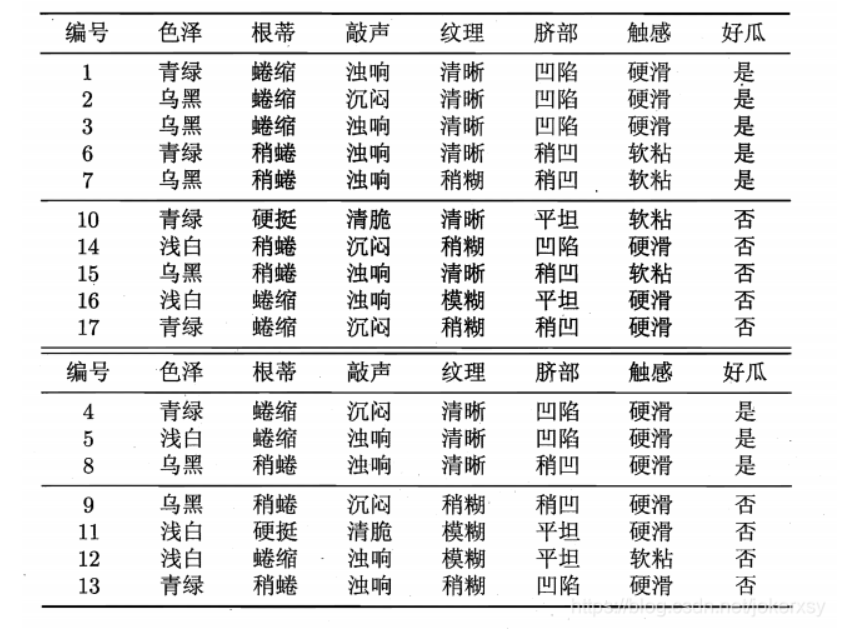 编号 色泽 根蒂 敲声 纹理 脐部 触感 好瓜
1 青绿 蜷缩 浊响 清晰 凹陷 硬滑 是
2 乌黑 蜷缩 沉闷 清晰 凹陷 硬滑 是
3 乌黑 蜷缩 浊响 清晰 凹陷 硬滑 是
6 青绿 稍蜷 浊响 清晰 稍凹 软粘 是
7 乌黑 稍蜷 浊响 稍糊 稍凹 软粘 是
10 青绿 硬挺 清脆 清晰 平坦 软粘 否
14 浅白 稍蜷 沉闷 稍糊 凹陷 硬滑 否
15 乌黑 稍蜷 浊响 清晰 稍凹 软粘 否
16 浅白 蜷缩 浊响 模糊 平坦 硬滑 否
17 青绿 蜷缩 沉闷 稍糊 稍凹 硬滑 否
编号 色泽 根蒂 敲声 纹理 脐部 触感 好瓜
4 青绿 蜷缩 沉闷 清晰 凹陷 硬滑 是
5 浅白 蜷缩 浊响 清晰 凹陷 硬滑 是
8 乌黑 稍蜷 浊响 清晰 稍凹 硬滑 是
9 乌黑 稍蜷 沉闷 稍糊 稍凹 硬滑 否
11 浅白 硬挺 清脆 模糊 平坦 硬滑 否
12 浅白 蜷缩 浊响 模糊 平坦 软粘 否
13 青绿 稍蜷 浊响 稍糊 凹陷 硬滑 否
https://blog.csdn.net/jokerxsy